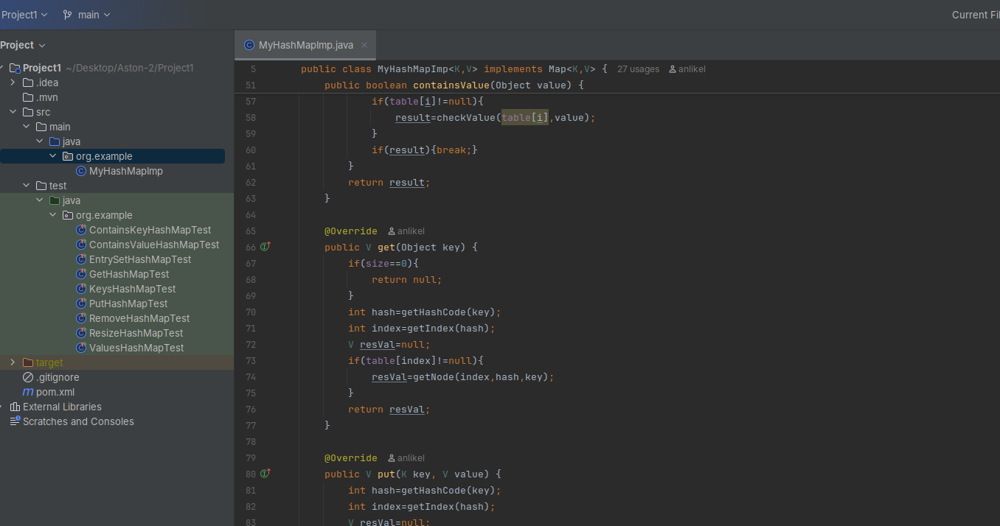 Project1 main Current Fi
Project
MyHashMapImp.java
Project1 ~/Desktop/Aston-2/Project1
.idea
.mvn
src
main
java
org.example
MyHashMapImp
test
java
org.example
ContainsKeyHashMapTest
ContainsValueHashMapTest
EntrySetHashMapTest
GetHashMapTest
KeysHashMapTest
PutHashMapTest
RemoveHashMapTest
ResizeHashMapTest
ValuesHashMapTest
target
.gitignore
pom.xml
External Libraries
Scratches and Consoles
5 public class MyHashMapImp<K,V> implements Map<K,V> { 27 usages anlikel
51 public boolean containsValue(Object value) {
57 if(table[i]!=null){
58 result=checkValue(table[i],value);
59 }
60 if(result){break;}
61 }
62 return result;
63 }
64
65 @Override anlikel
66 public V get(Object key) {
67 if(size==0){
68 return null;
69 }
70 int hash=getHashCode(key);
71 int index=getIndex(hash);
72 V resVal=null;
73 if(table[index]!=null){
74 resVal=getNode(index,hash,key);
75 }
76 return resVal;
77 }
78
79 @Override anlikel
80 public V put(K key, V value) {
81 int hash=getHashCode(key);
82 int index=getIndex(hash);
83 V resVal=null;